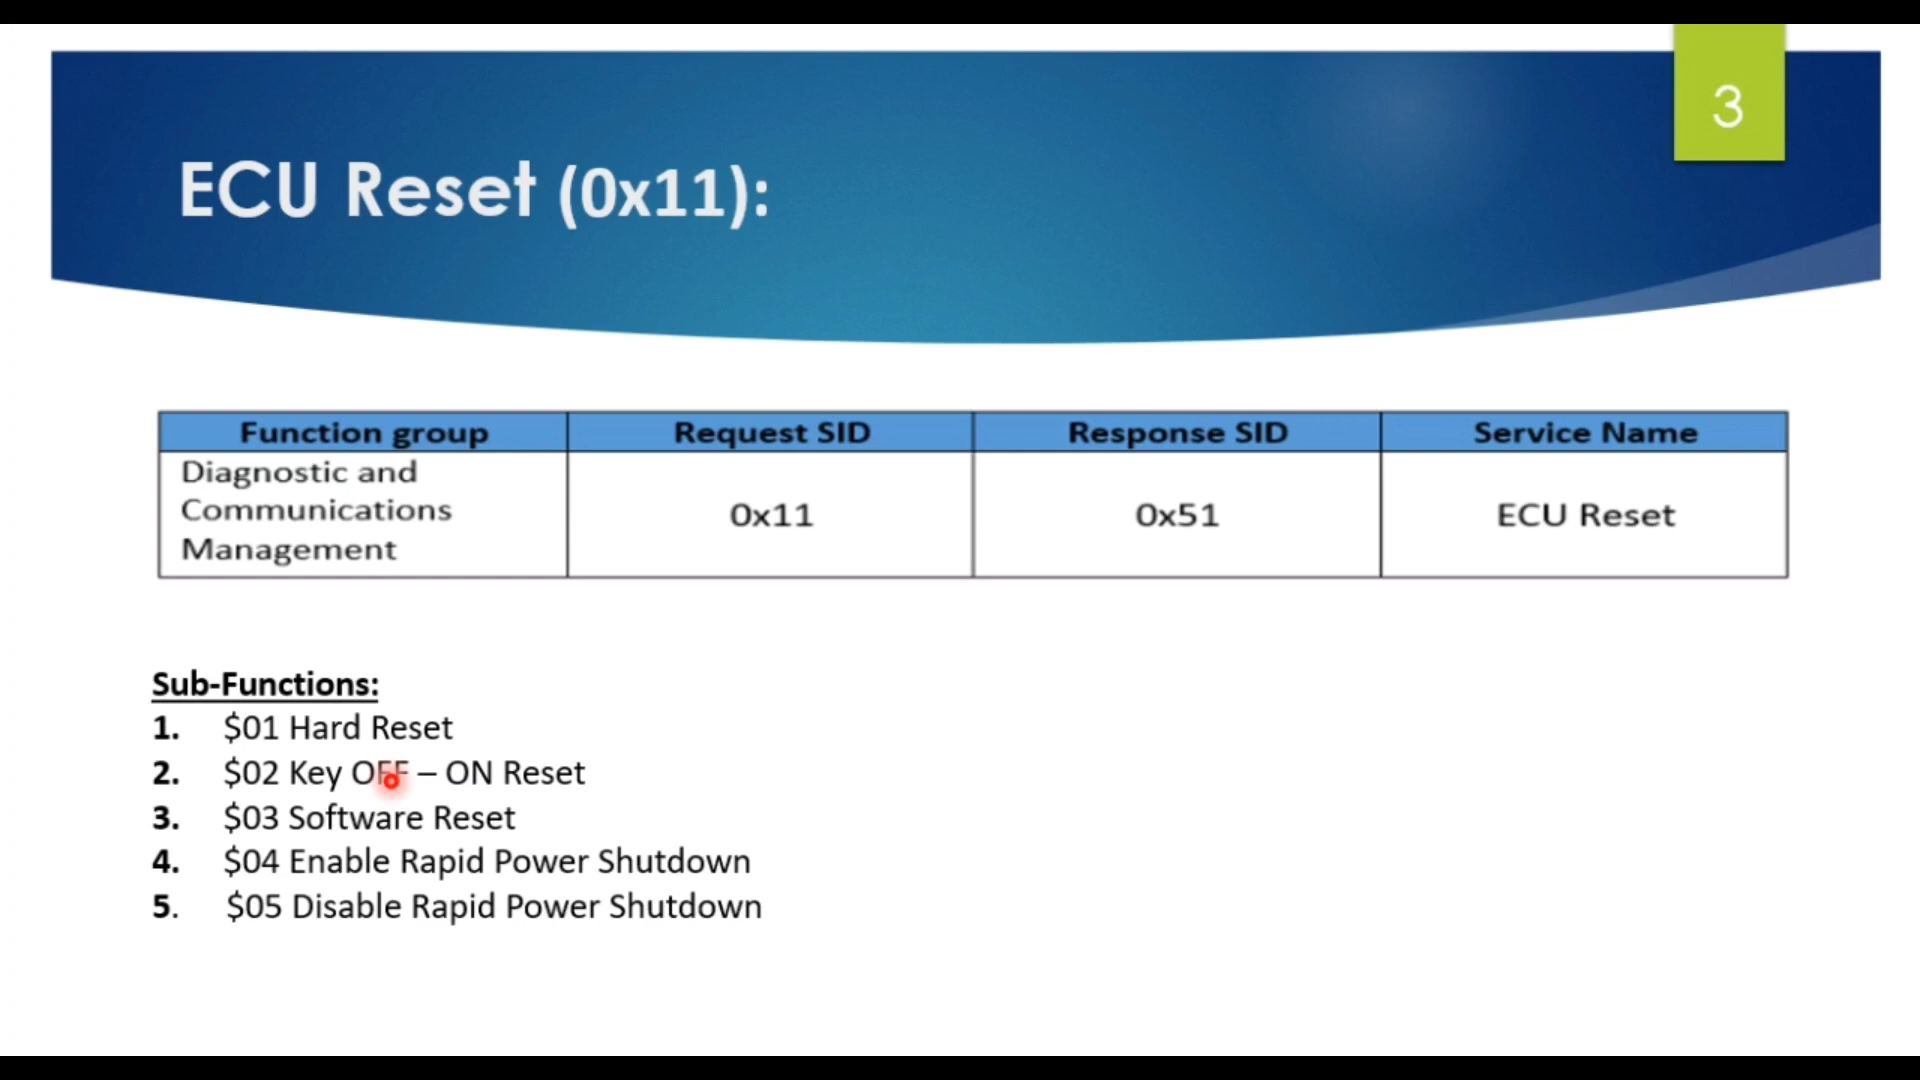 3
ECU Reset (0x11):
Function group Request SID Response SID Service Name
Diagnostic and
Communications
Management
0x11 0x51 ECU Reset
Sub-Functions:
1. $01 Hard Reset
2. $02 Key OFF – ON Reset
3. $03 Software Reset
4. $04 Enable Rapid Power Shutdown
5. $05 Disable Rapid Power Shutdown